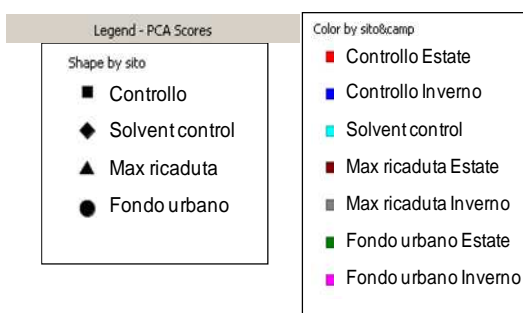 Legend - PCA Scores
Shape by sito
Controllo
Solvent control
Max ricaduta
Fondo urbano
Color by sito&camp
Controllo Estate
Controllo Inverno
Solvent control
Max ricaduta Estate
Max ricaduta Inverno
Fondo urbano Estate
Fondo urbano Inverno